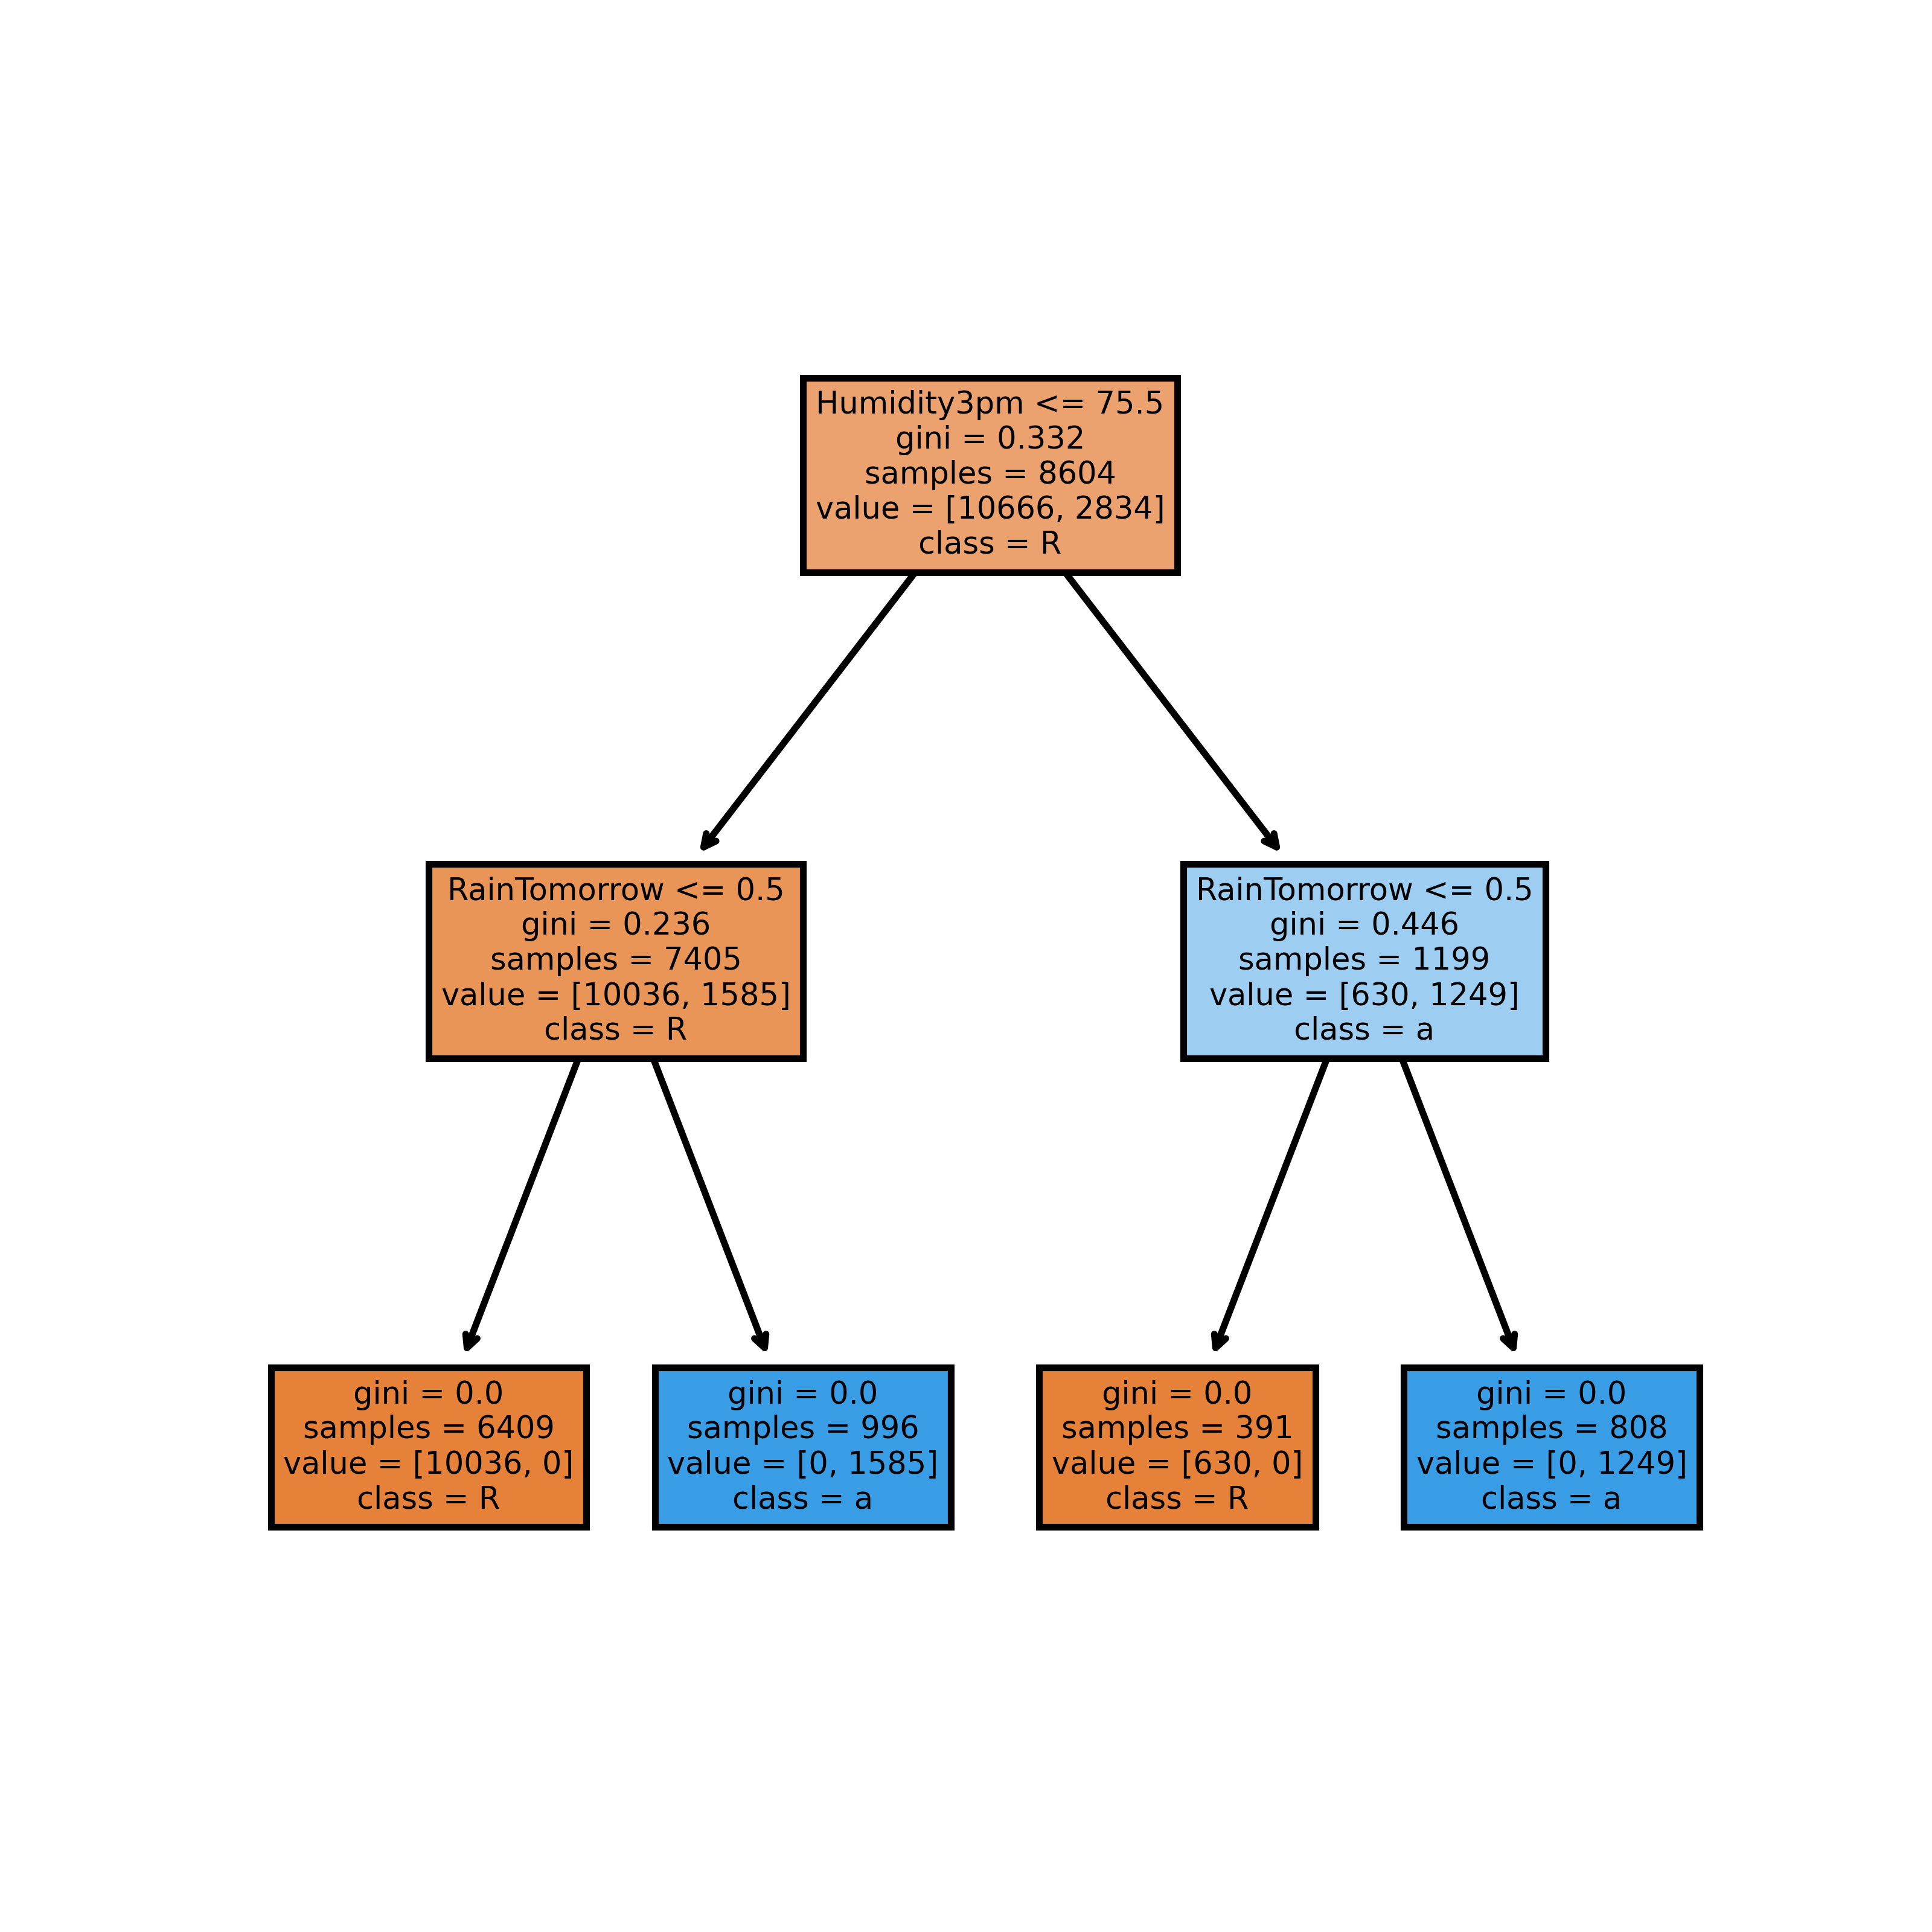 Humidity3pm <= 75.5
gini = 0.332
samples = 8604
value = [10666, 2834]
class = R
RainTomorrow <= 0.5
gini = 0.236
samples = 7405
value = [10036, 1585]
class = R
RainTomorrow <= 0.5
gini = 0.446
samples = 1199
value = [630, 1249]
class = a
gini = 0.0
samples = 6409
value = [10036, 0]
class = R
gini = 0.0
samples = 996
value = [0, 1585]
class = a
gini = 0.0
samples = 391
value = [630, 0]
class = R
gini = 0.0
samples = 808
value = [0, 1249]
class = a